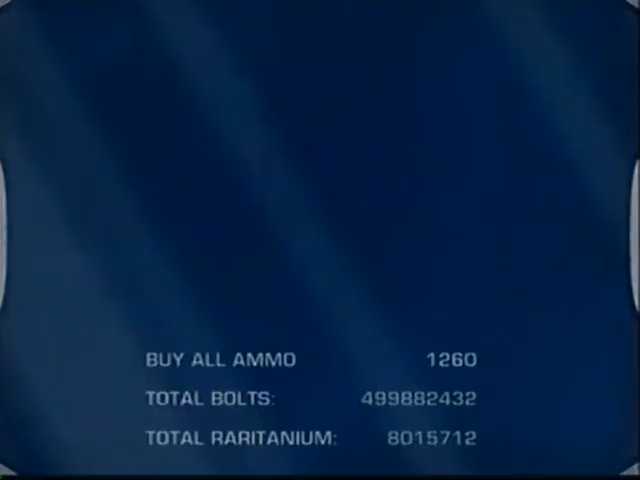 BUY ALL AMMO 1260
TOTAL BOLTS: 499882432
TOTAL RARITANIUM: 8015712